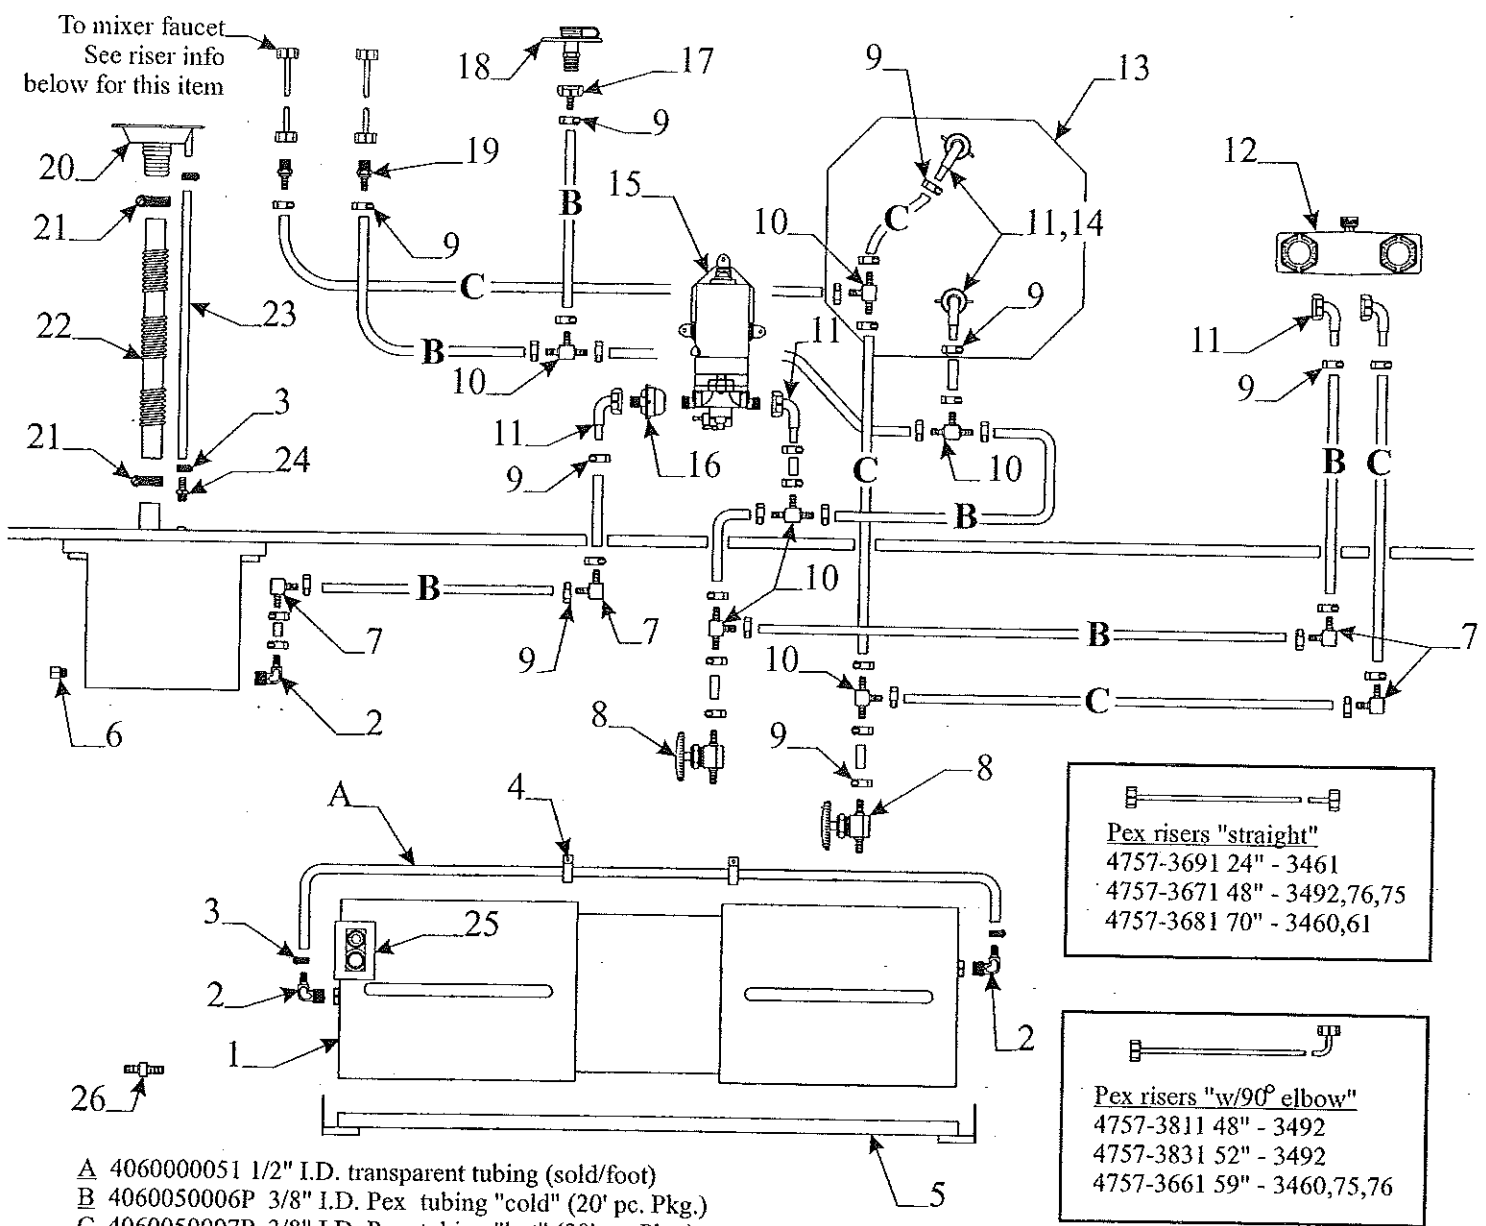 To mixer faucet
See riser info
below for this item
18
17
9
9
13
20
19
15
9
12
21
B
9
10
C
11,14
C
23
9
22
11
11
B
10
9
3
11
21
24
16
10
B
C
9
C
B
10
B
7
9
7
B
7
10
C
6
2
8
9
8
A
4
Pex risers "straight"
4757-3691 24" - 3461
4757-3671 48" - 3492,76,75
4757-3681 70" - 3460,61
3
25
2
2
1
26
Pex risers "w/90° elbow"
4757-3811 48" - 3492
4757-3831 52" - 3492
4757-3661 59" - 3460,75,76
5
A 4060000051 1/2" I.D. transparent tubing (sold/foot)
B 4060050006P 3/8" I.D. Pex tubing "cold" (20' pc. Pkg.)